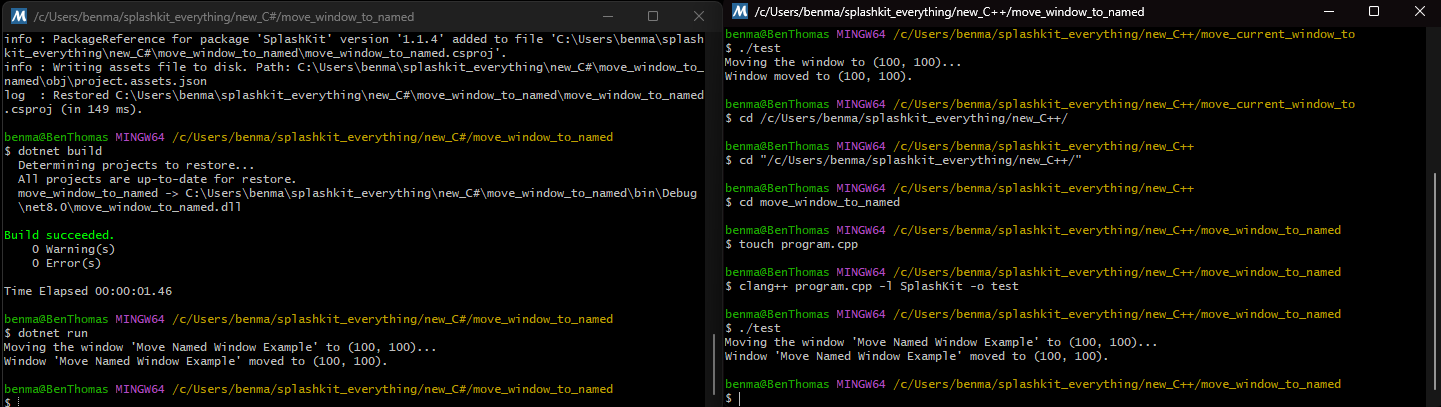 /c/Users/benma/splashkit_everything/new_C#/move_window_to_named
info : PackageReference for package 'SplashKit' version '1.1.4' added to file 'C:\Users\benma\splash
kit_everything\new_C#\move_window_to_named\move_window_to_named.csproj'.
info : Writing assets file to disk. Path: C:\Users\benma\splashkit_everything\new_C#\move_window_to_
named\obj\project.assets.json
log  : Restored C:\Users\benma\splashkit_everything\new_C#\move_window_to_named\move_window_to_named
.csproj (in 149 ms).
benma@BenThomas MINGW64 /c/Users/benma/splashkit_everything/new_C#/move_window_to_named
$ dotnet build
  Determining projects to restore...
  All projects are up-to-date for restore.
  move_window_to_named -> C:\Users\benma\splashkit_everything\new_C#\move_window_to_named\bin\Debug
  \net8.0\move_window_to_named.dll
Build succeeded.
    0 Warning(s)
    0 Error(s)
Time Elapsed 00:00:01.46
benma@BenThomas MINGW64 /c/Users/benma/splashkit_everything/new_C#/move_window_to_named
$ dotnet run
Moving the window 'Move Named Window Example' to (100, 100)...
Window 'Move Named Window Example' moved to (100, 100).
benma@BenThomas MINGW64 /c/Users/benma/splashkit_everything/new_C#/move_window_to_named
$
/c/Users/benma/splashkit_everything/new_C++/move_window_to_named
benma@BenThomas MINGW64 /c/Users/benma/splashkit_everything/new_C++/move_current_window_to
$ ./test
Moving the window to (100, 100)...
Window moved to (100, 100).
benma@BenThomas MINGW64 /c/Users/benma/splashkit_everything/new_C++/move_current_window_to
$ cd /c/Users/benma/splashkit_everything/new_C++/
benma@BenThomas MINGW64 /c/Users/benma/splashkit_everything/new_C++
$ cd "/c/Users/benma/splashkit_everything/new_C++/"
benma@BenThomas MINGW64 /c/Users/benma/splashkit_everything/new_C++
$ cd move_window_to_named
benma@BenThomas MINGW64 /c/Users/benma/splashkit_everything/new_C++/move_window_to_named
$ touch program.cpp
benma@BenThomas MINGW64 /c/Users/benma/splashkit_everything/new_C++/move_window_to_named
$ clang++ program.cpp -l SplashKit -o test
benma@BenThomas MINGW64 /c/Users/benma/splashkit_everything/new_C++/move_window_to_named
$ ./test
Moving the window 'Move Named Window Example' to (100, 100)...
Window 'Move Named Window Example' moved to (100, 100).
benma@BenThomas MINGW64 /c/Users/benma/splashkit_everything/new_C++/move_window_to_named
$